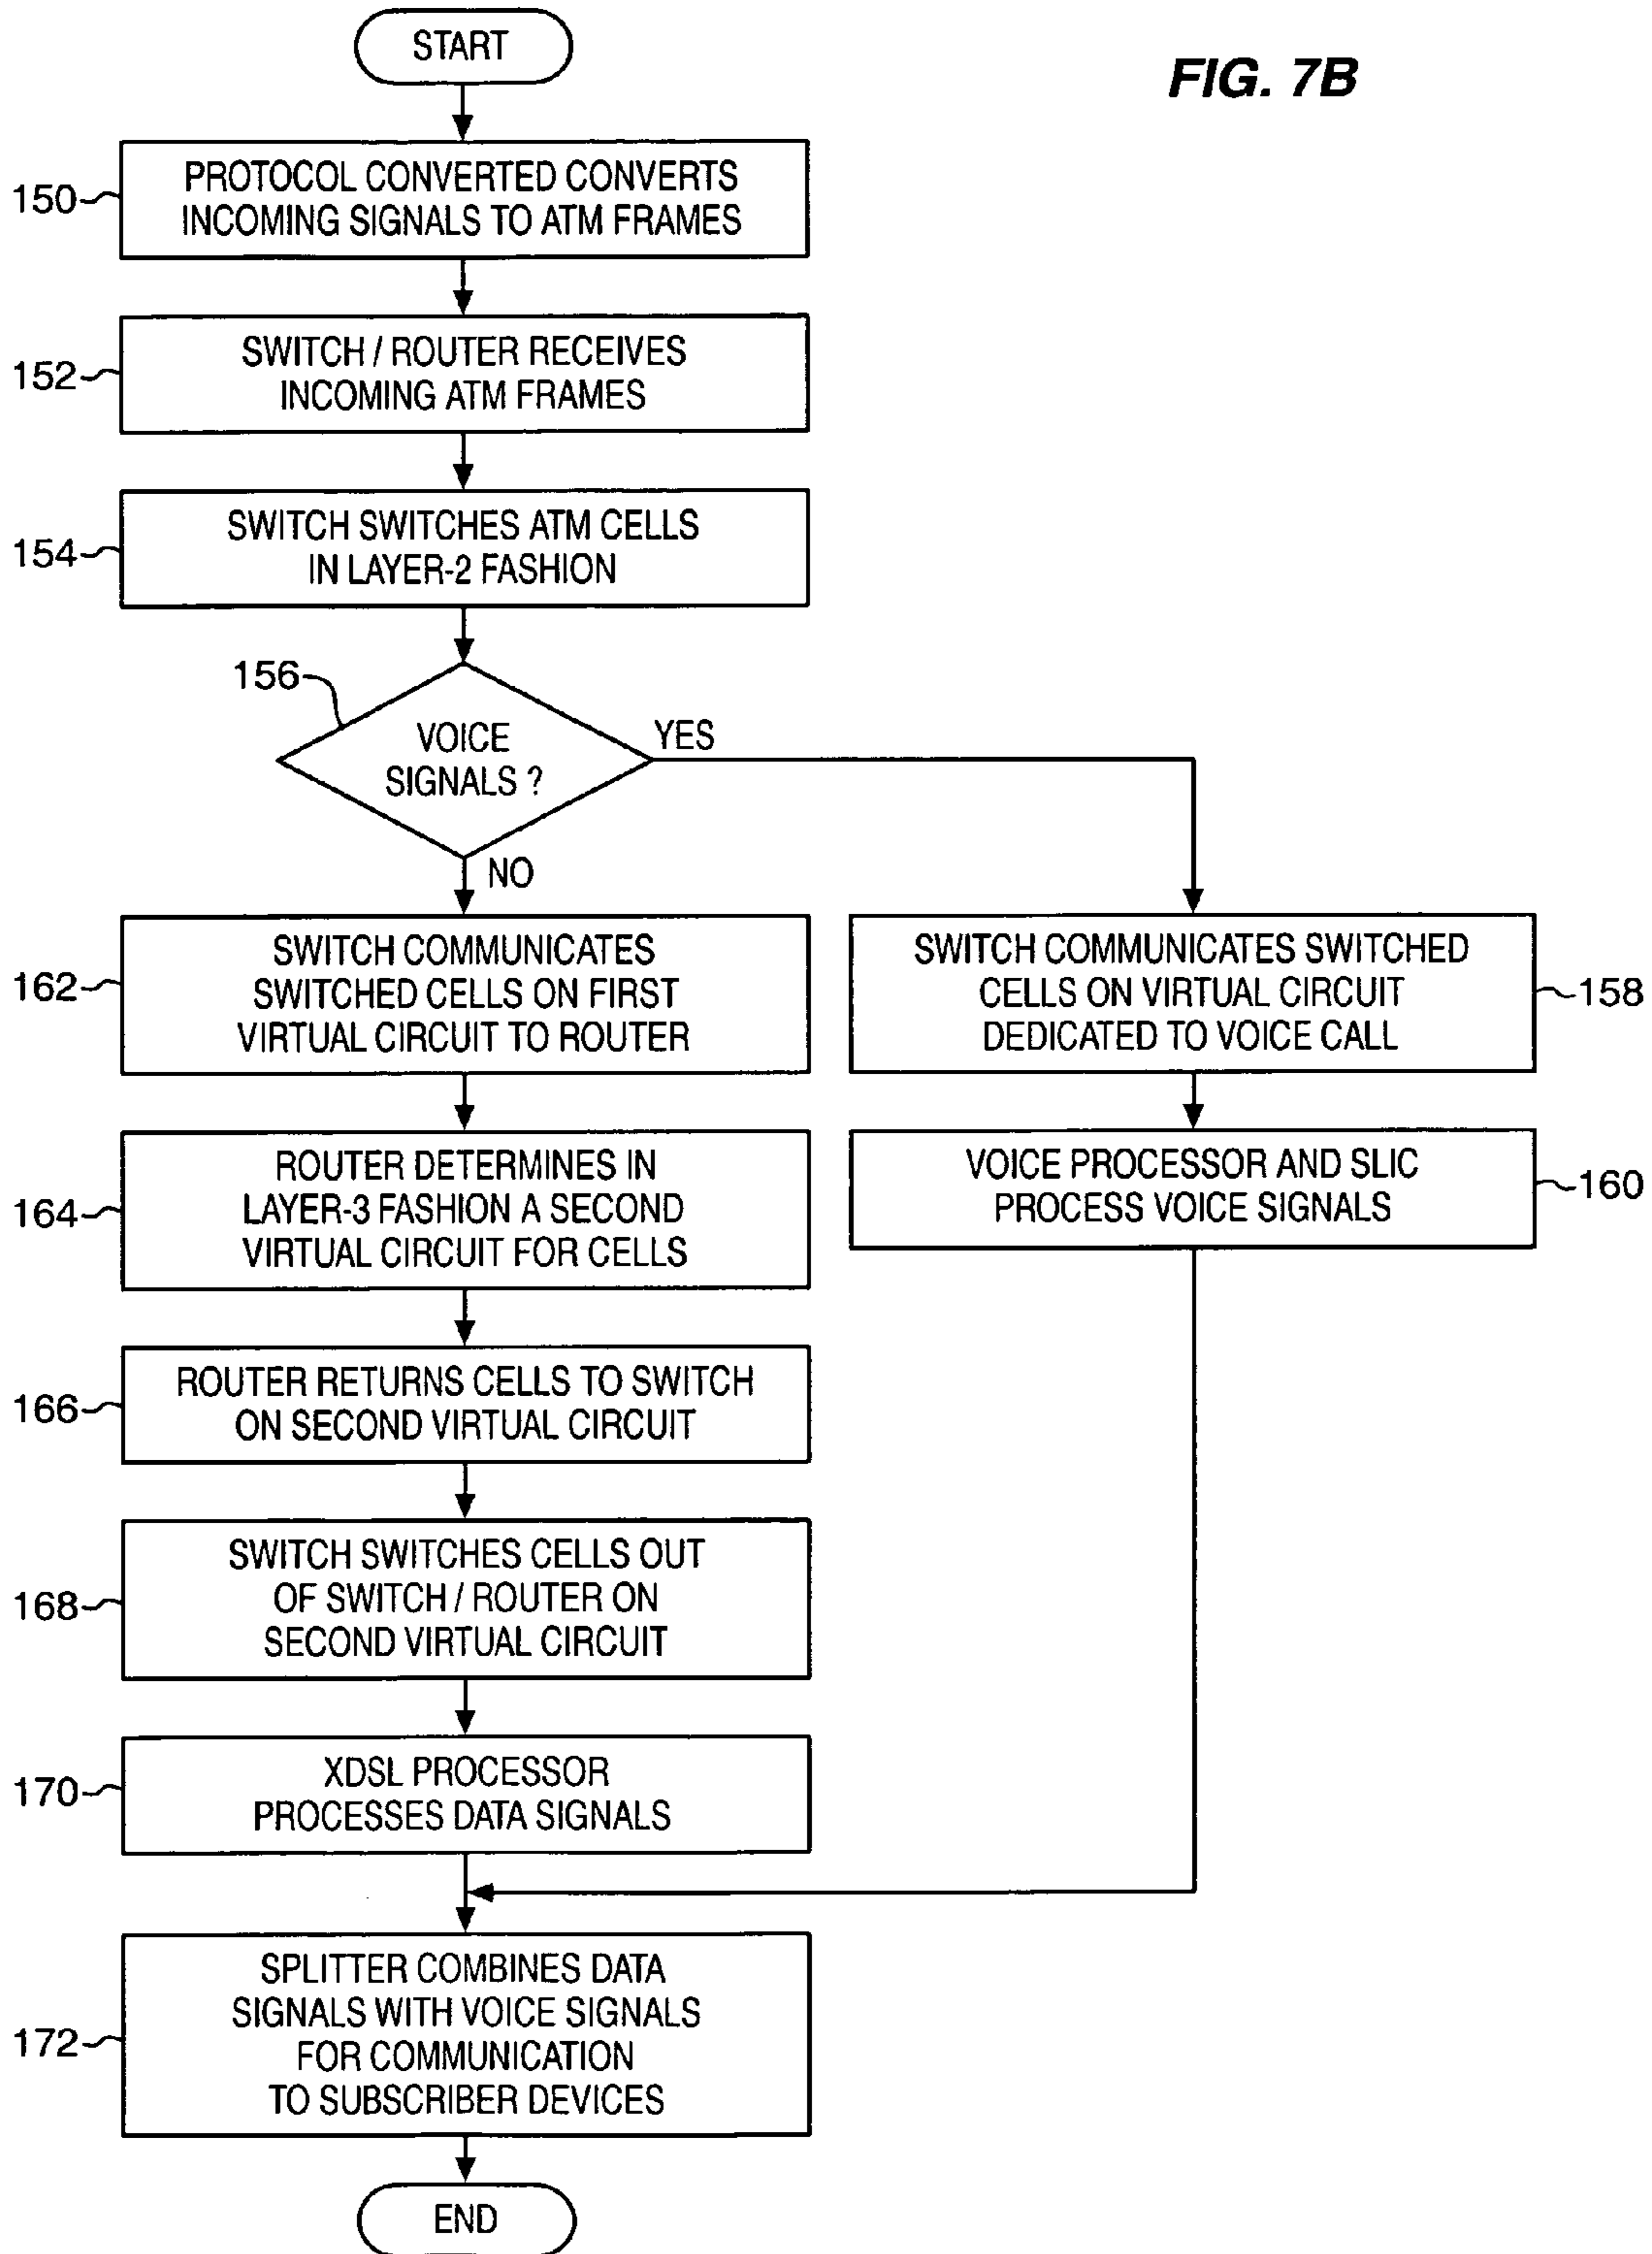 START
FIG. 7B
150
PROTOCOL CONVERTED CONVERTS
INCOMING SIGNALS TO ATM FRAMES
152
SWITCH / ROUTER RECEIVES
INCOMING ATM FRAMES
154
SWITCH SWITCHES ATM CELLS
IN LAYER-2 FASHION
156
VOICE
SIGNALS ?
YES
NO
162
SWITCH COMMUNICATES
SWITCHED CELLS ON FIRST
VIRTUAL CIRCUIT TO ROUTER
SWITCH COMMUNICATES SWITCHED
CELLS ON VIRTUAL CIRCUIT
DEDICATED TO VOICE CALL
158
164
ROUTER DETERMINES IN
LAYER-3 FASHION A SECOND
VIRTUAL CIRCUIT FOR CELLS
VOICE PROCESSOR AND SLIC
PROCESS VOICE SIGNALS
160
166
ROUTER RETURNS CELLS TO SWITCH
ON SECOND VIRTUAL CIRCUIT
168
SWITCH SWITCHES CELLS OUT
OF SWITCH / ROUTER ON
SECOND VIRTUAL CIRCUIT
170
XDSL PROCESSOR
PROCESSES DATA SIGNALS
172
SPLITTER COMBINES DATA
SIGNALS WITH VOICE SIGNALS
FOR COMMUNICATION
TO SUBSCRIBER DEVICES
END